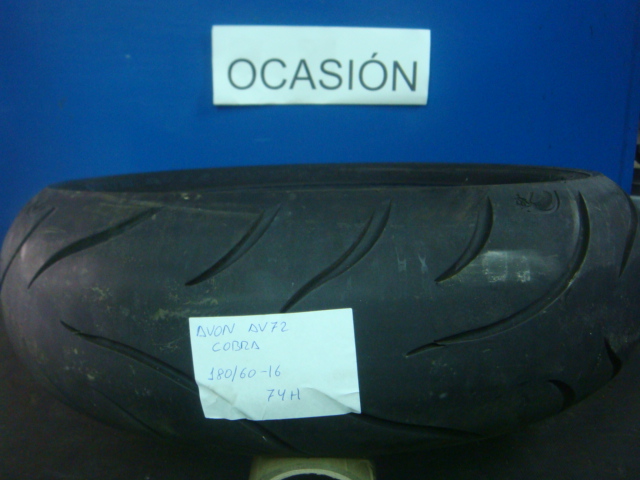 OCASIÓN
AVON AV72
COBRA
180/60-16
74H